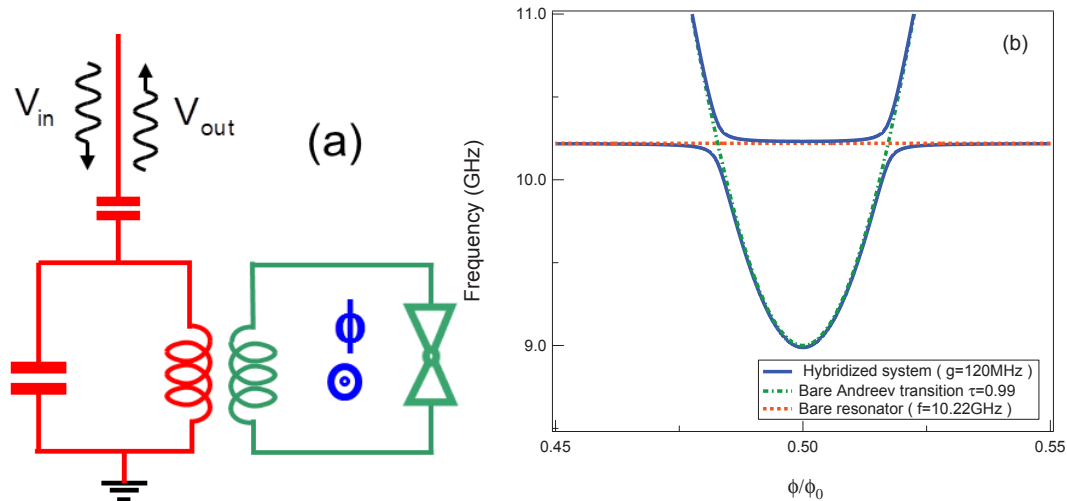 V_in
V_out
(a)
ϕ
(b)
Frequency (GHz)
11.0
10.0
9.0
Hybridized system ( g=120MHz )
Bare Andreev transition τ=0.99
Bare resonator ( f=10.22GHz )
0.45
0.50
0.55
ϕ/ϕ₀